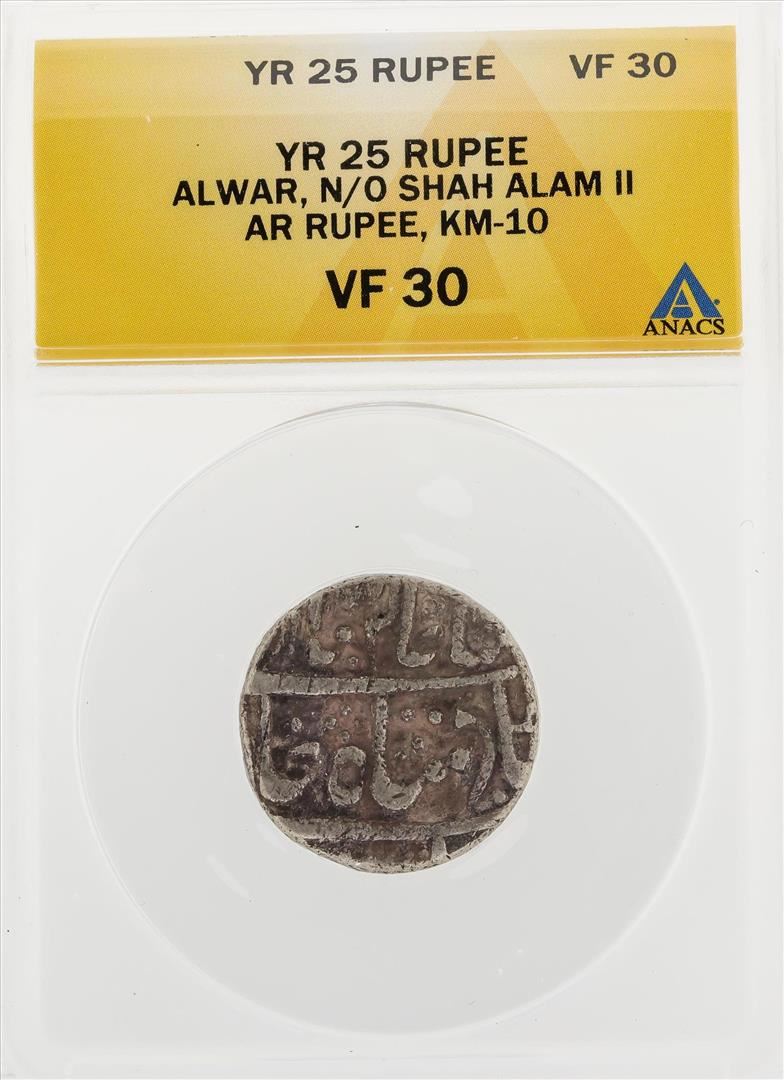 YR 25 RUPEE VF 30
YR 25 RUPEE
ALWAR, N/O SHAH ALAM II
AR RUPEE, KM-10
VF 30
ANACS